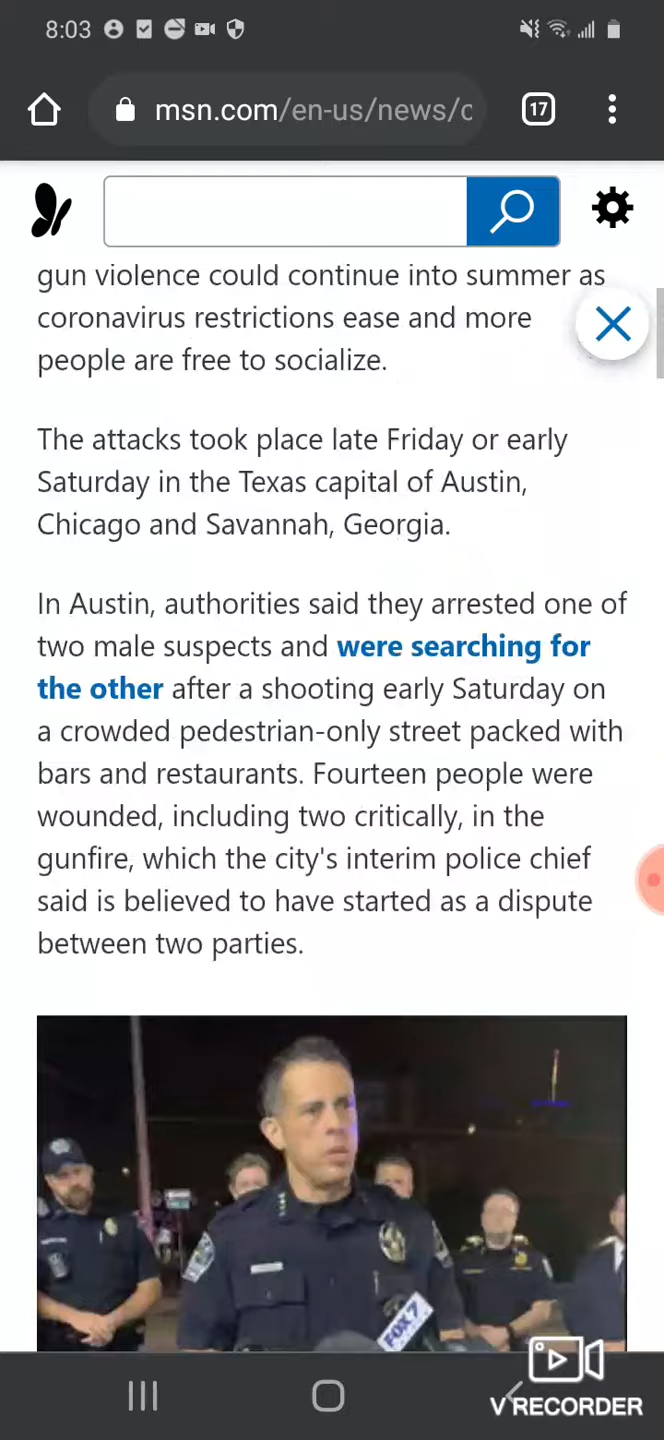 8:03
msn.com/en-us/news/c
17
gun violence could continue into summer as
coronavirus restrictions ease and more
people are free to socialize.
The attacks took place late Friday or early
Saturday in the Texas capital of Austin,
Chicago and Savannah, Georgia.
In Austin, authorities said they arrested one of
two male suspects and were searching for
the other after a shooting early Saturday on
a crowded pedestrian-only street packed with
bars and restaurants. Fourteen people were
wounded, including two critically, in the
gunfire, which the city's interim police chief
said is believed to have started as a dispute
between two parties.
FOX 7
V RECORDER